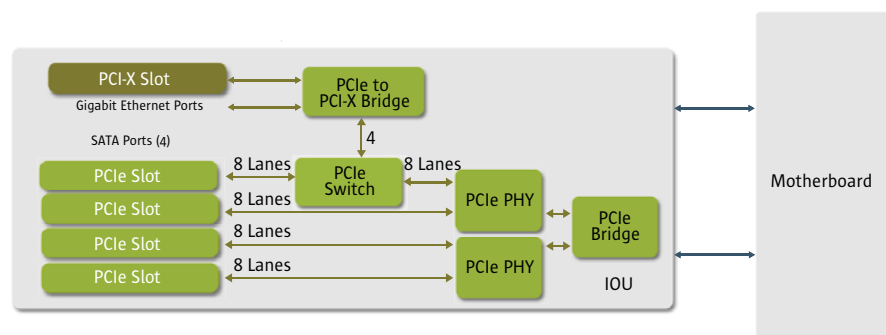 PCI-X Slot
Gigabit Ethernet Ports
PCIe to
PCI-X Bridge
4
SATA Ports (4)
PCIe Slot
8 Lanes
PCIe
Switch
8 Lanes
PCIe PHY
PCIe Slot
8 Lanes
PCIe Slot
8 Lanes
PCIe Slot
8 Lanes
PCIe PHY
PCIe
Bridge
IOU
Motherboard